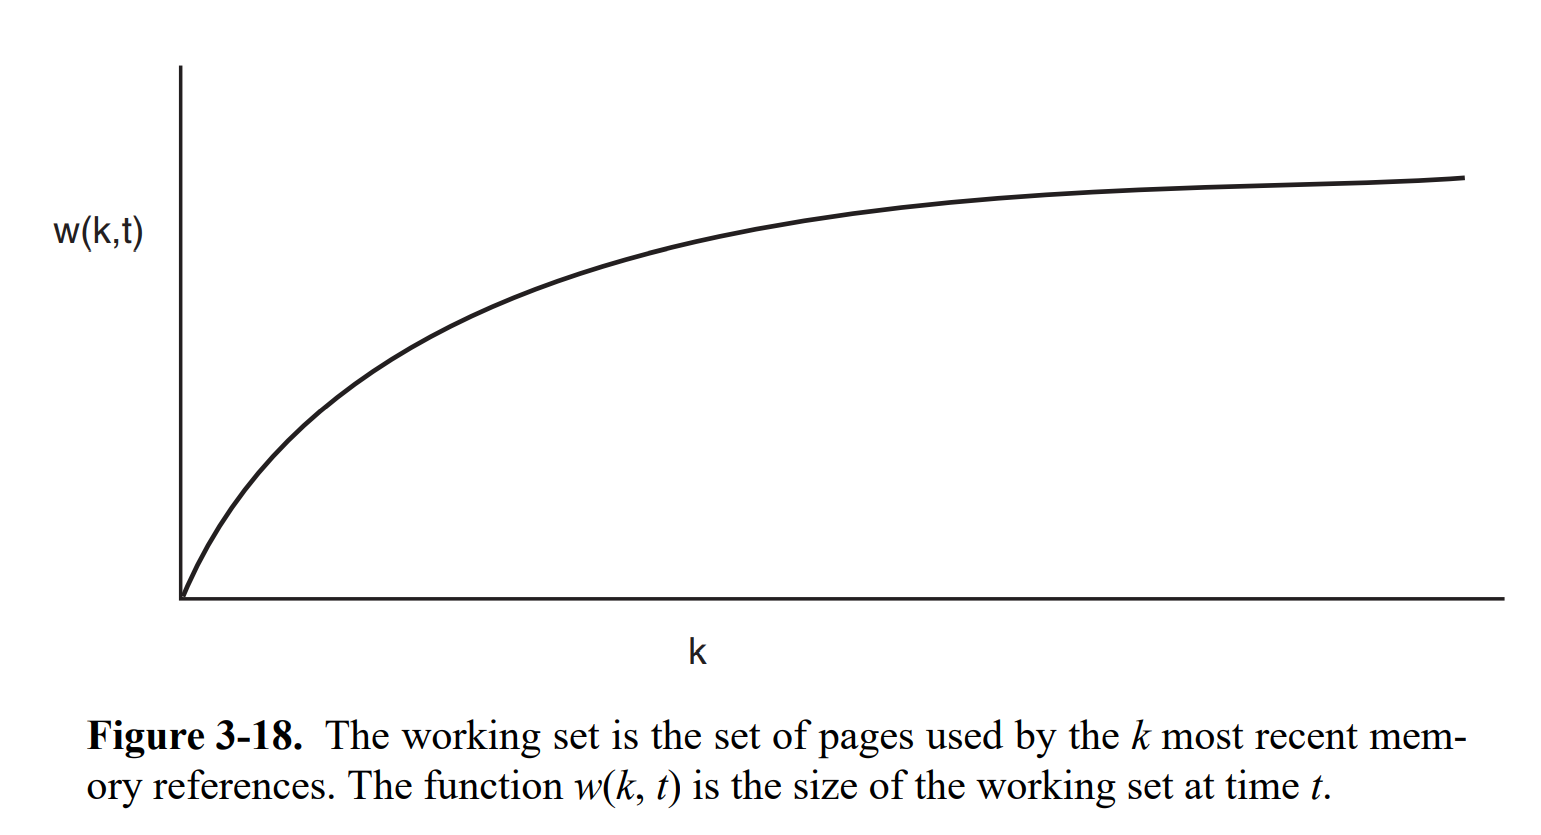 w(k,t)
k
Figure 3-18. The working set is the set of pages used by the k most recent mem-
ory references. The function w(k, t) is the size of the working set at time t.